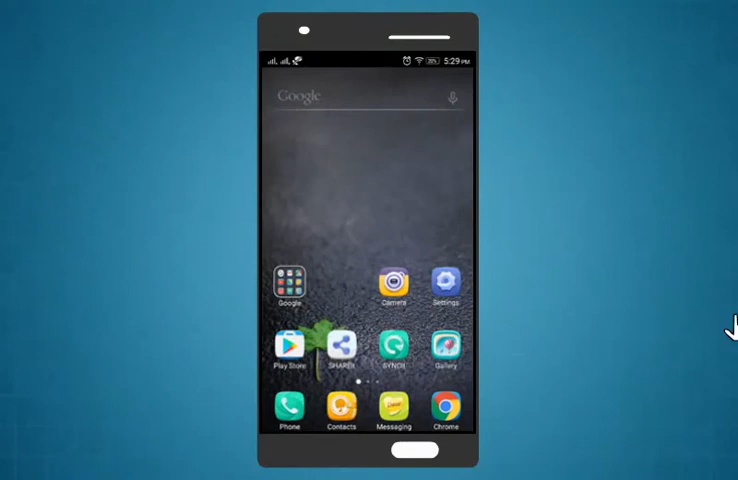 5:29 PM
Google
Google
Camera
Settings
Play Store
SHAREit
SYNCit
Gallery
Phone
Contacts
Messaging
Chrome